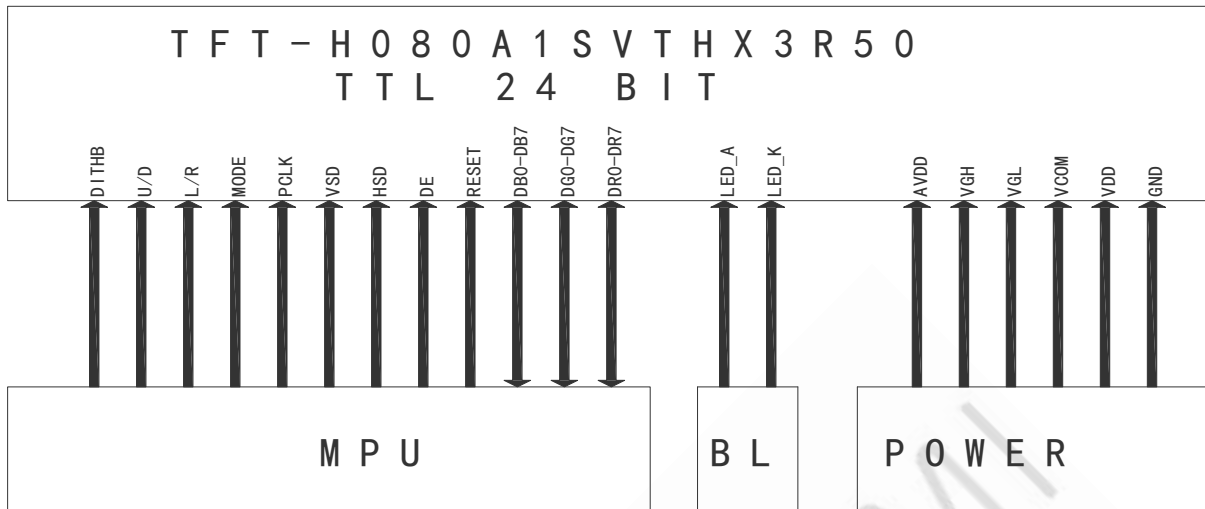 TFT-H080A1SVTHX3R50
TTL 24 BIT
DITHB
U/D
L/R
MODE
PCLK
VSD
HSD
DE
RESET
DB0-DB7
DG0-DG7
DR0-DR7
LED_A
LED_K
AVDD
VGH
VGL
VCOM
VDD
GND
MPU
BL
POWER